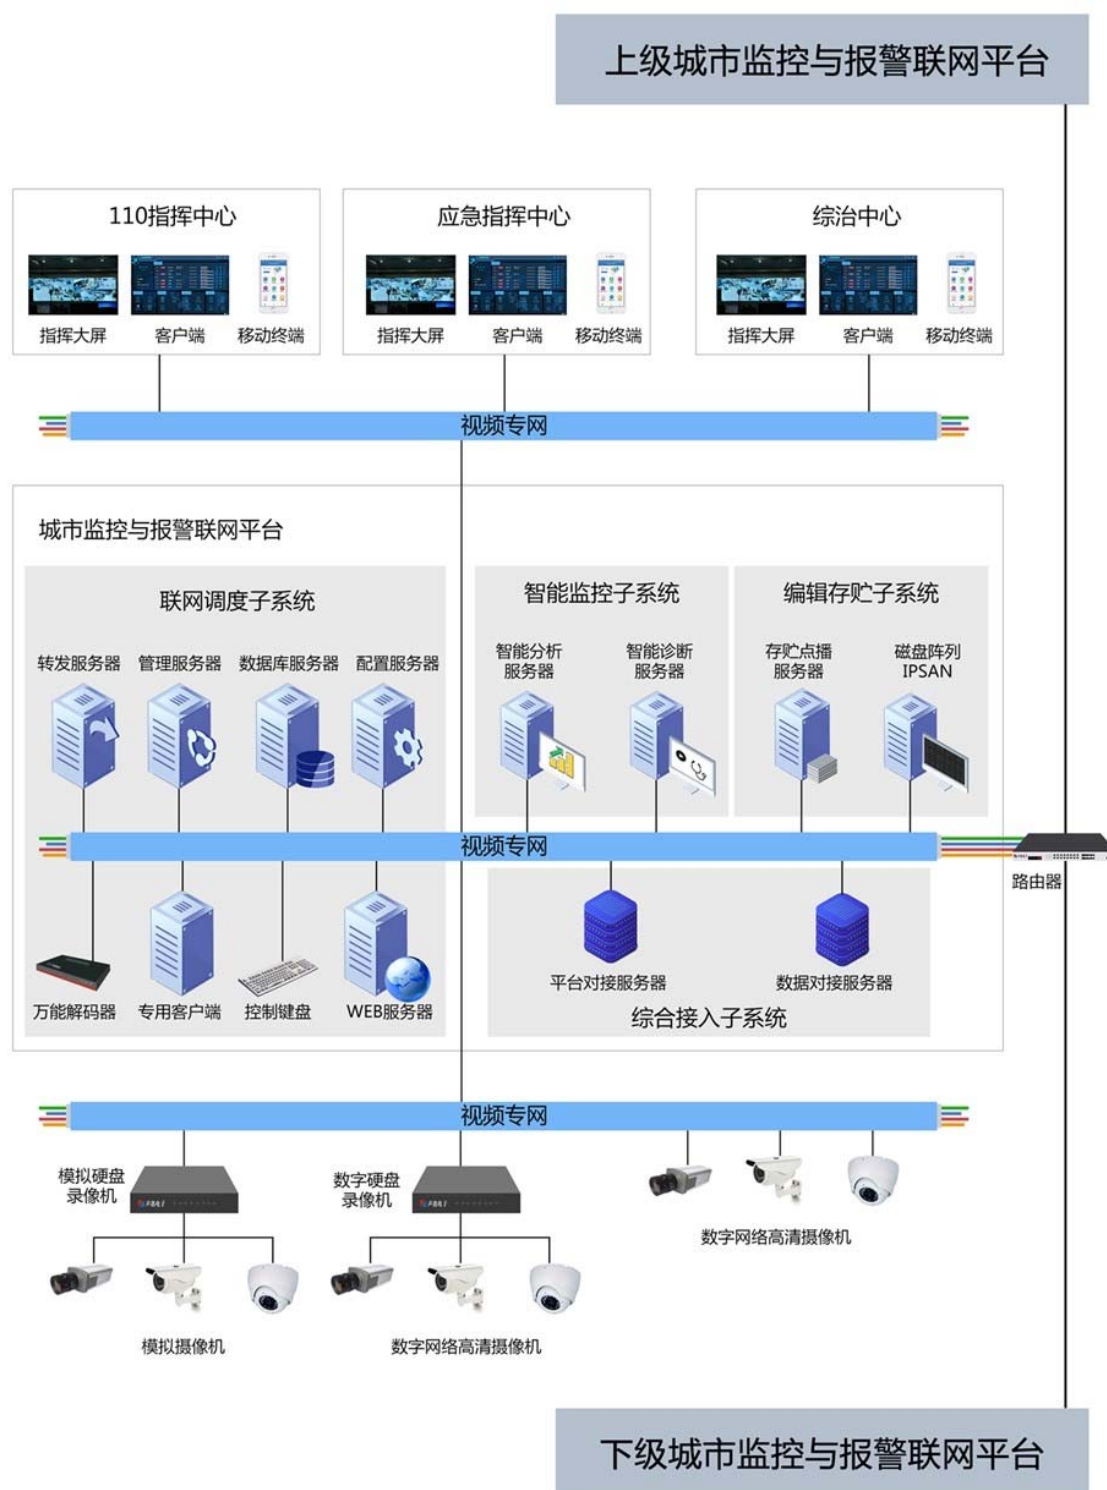 上级城市监控与报警联网平台
110指挥中心
应急指挥中心
综治中心
指挥大屏
客户端
移动终端
指挥大屏
客户端
移动终端
指挥大屏
客户端
移动终端
视频专网
城市监控与报警联网平台
联网调度子系统
智能监控子系统
编辑存贮子系统
转发服务器
管理服务器
数据库服务器
配置服务器
智能分析
服务器
智能诊断
服务器
存贮点播
服务器
磁盘阵列
IPSAN
视频专网
路由器
万能解码器
专用客户端
控制键盘
WEB服务器
平台对接服务器
数据对接服务器
综合接入子系统
视频专网
模拟硬盘
录像机
数字硬盘
录像机
数字网络高清摄像机
模拟摄像机
数字网络高清摄像机
下级城市监控与报警联网平台